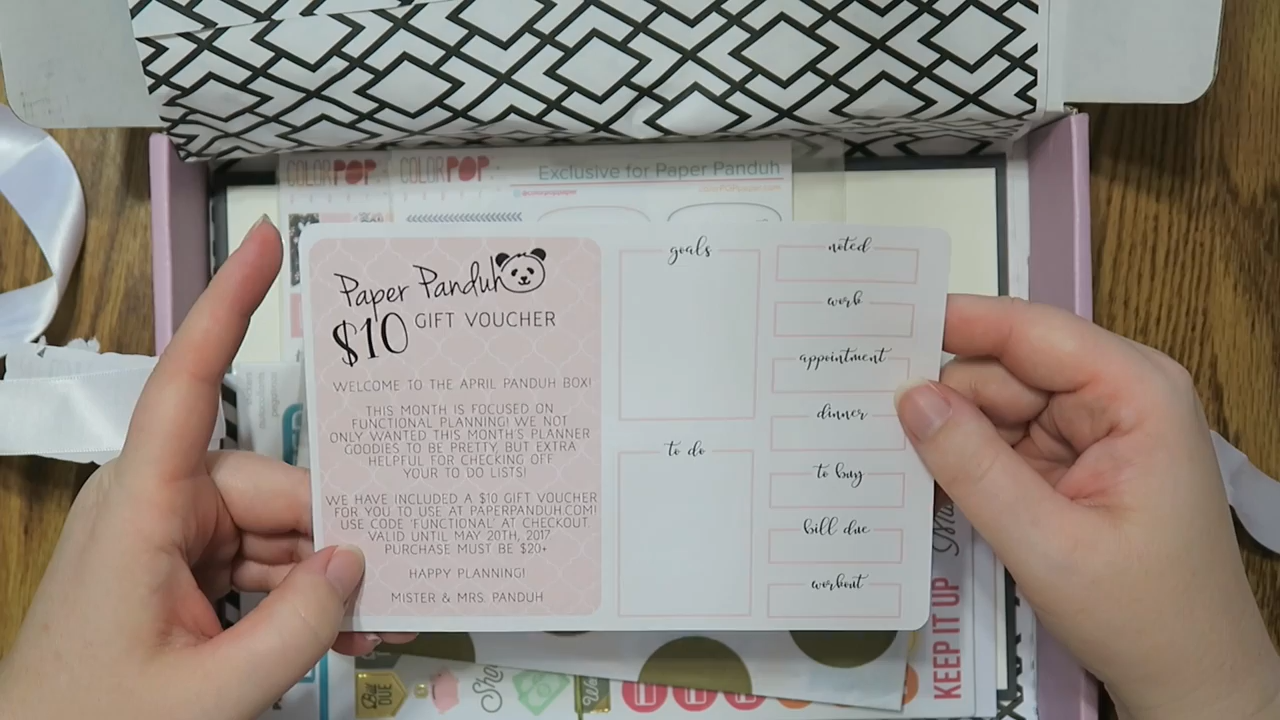 COLORPOP
COLORPOP
Exclusive for Paper Panduh
Paper Panduh
$10 GIFT VOUCHER
WELCOME TO THE APRIL PANDUH BOX!
THIS MONTH IS FOCUSED ON
FUNCTIONAL PLANNING! WE NOT
ONLY WANTED THIS MONTH'S PLANNER
GOODIES TO BE PRETTY, BUT EXTRA
HELPFUL FOR CHECKING OFF
YOUR TO DO LISTS!
WE HAVE INCLUDED A $10 GIFT VOUCHER
FOR YOU TO USE AT PAPERPANDUH.COM!
USE CODE 'FUNCTIONAL' AT CHECKOUT.
VALID UNTIL MAY 20TH, 2017
PURCHASE MUST BE $20+
HAPPY PLANNING!
MISTER & MRS. PANDUH
goals
to do
noted
work
appointment
dinner
to buy
bill due
workout
KEEP IT UP
Bill
DUE